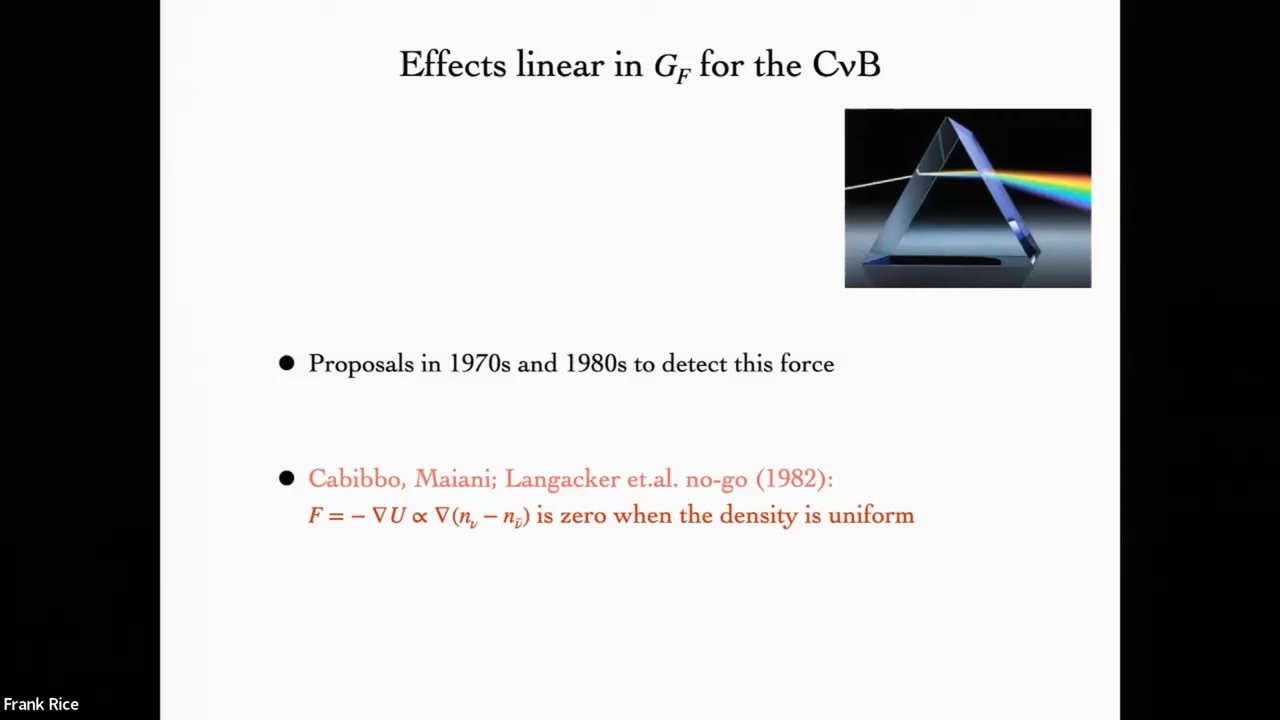 Effects linear in G_F for the CνB
● Proposals in 1970s and 1980s to detect this force
● Cabibbo, Maiani; Langacker et.al. no-go (1982):
F = − ∇U ∝ ∇(n_ν − n_ν̄) is zero when the density is uniform
Frank Rice